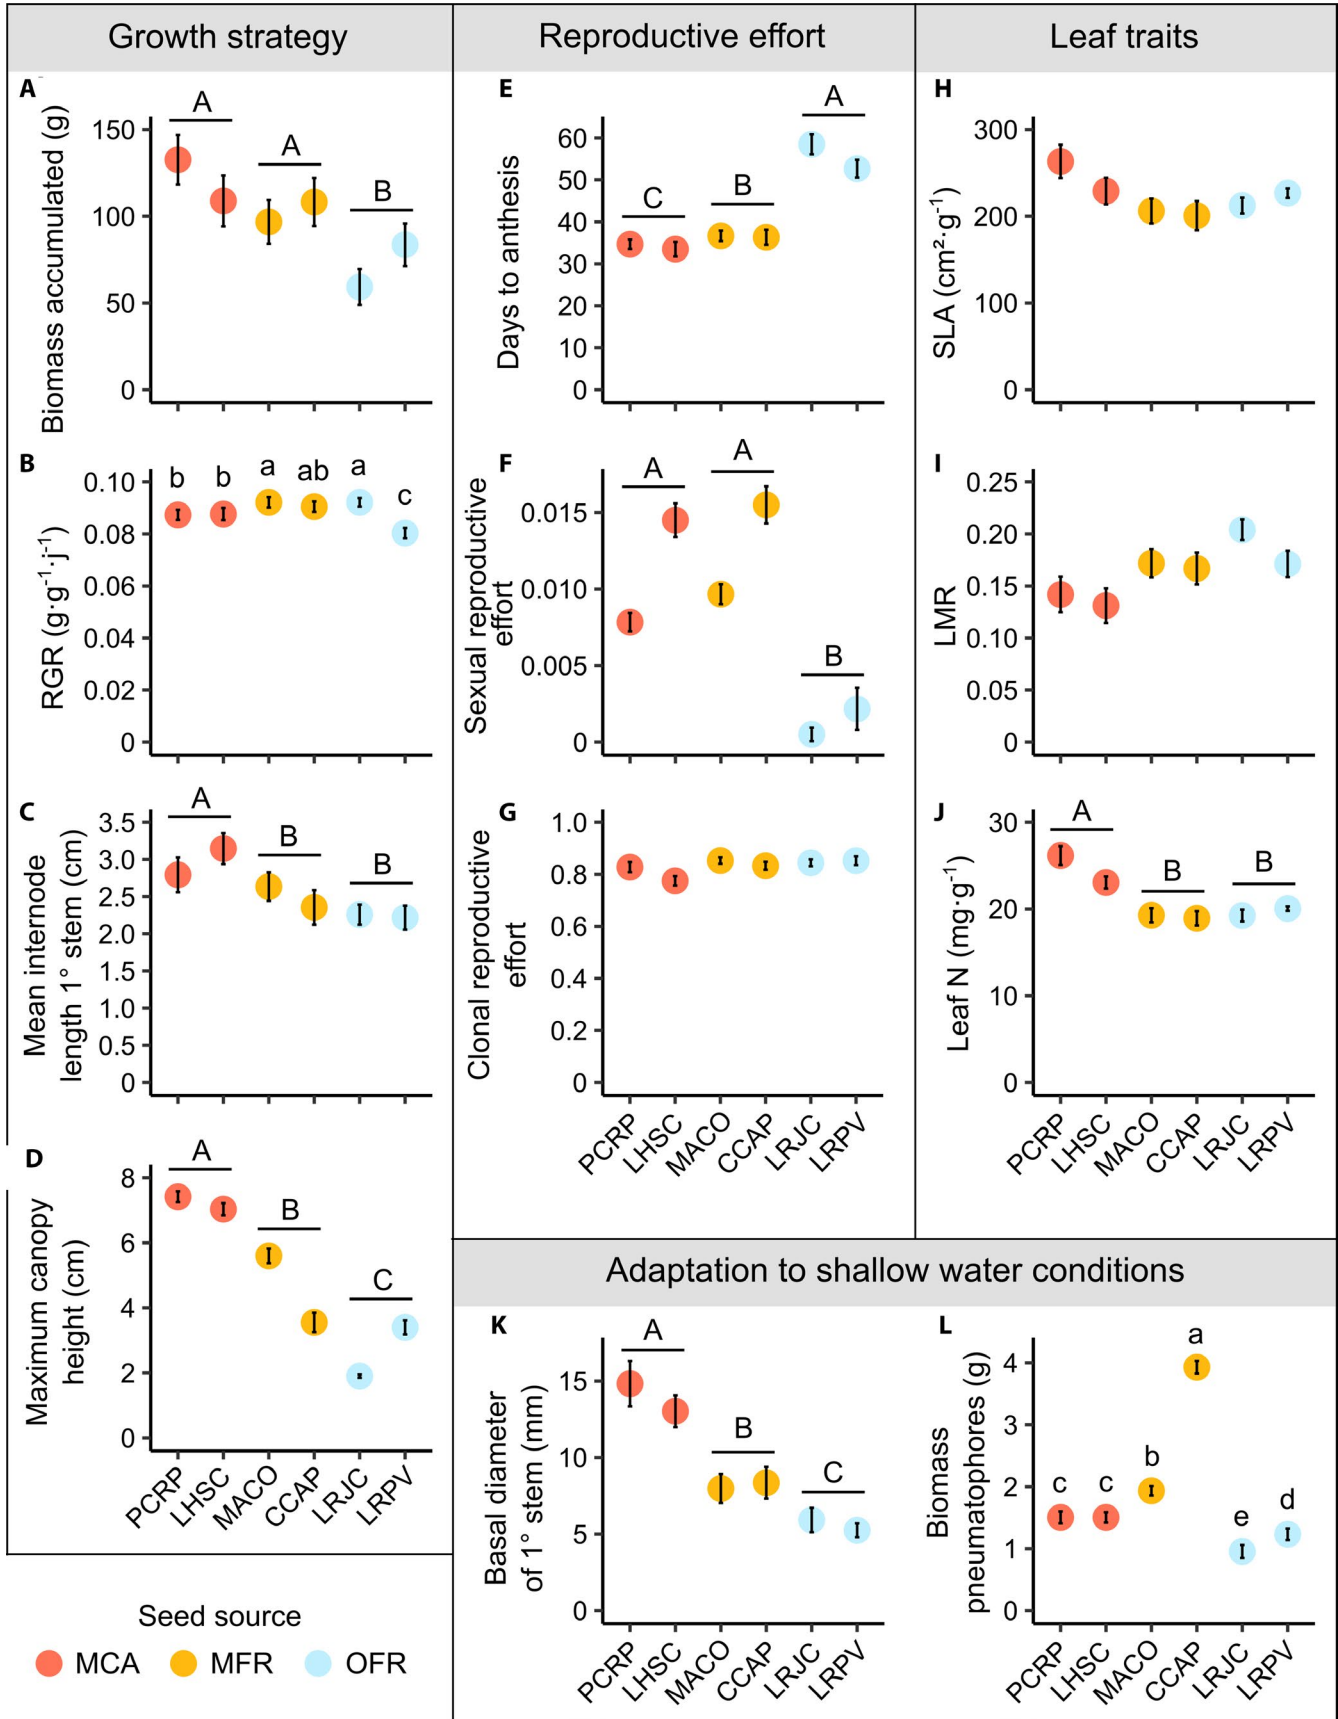 Growth strategy
Reproductive effort
Leaf traits
A
Biomass accumulated (g)
150
100
50
0
A
A
B
B
RGR (g·g⁻¹·j⁻¹)
0.10
0.08
0.06
0.04
0.02
0
b
b
a
ab
a
c
C
Mean internode
length 1° stem (cm)
3.5
3.0
2.5
2.0
1.5
1.0
0.5
0
A
B
B
D
Maximum canopy
height (cm)
8
6
4
2
0
A
B
C
PCRP
LHSC
MACO
CCAP
LRJC
LRPV
E
Days to anthesis
60
50
40
30
20
10
0
C
B
A
F
Sexual reproductive
effort
0.015
0.010
0.005
0
A
A
B
G
Clonal reproductive
effort
1.0
0.8
0.6
0.4
0.2
0
PCRP
LHSC
MACO
CCAP
LRJC
LRPV
H
SLA (cm²·g⁻¹)
300
200
100
0
I
LMR
0.25
0.20
0.15
0.10
0.05
0
J
Leaf N (mg·g⁻¹)
30
20
10
0
A
B
B
PCRP
LHSC
MACO
CCAP
LRJC
LRPV
Adaptation to shallow water conditions
K
Basal diameter
of 1° stem (mm)
15
10
5
0
A
B
C
PCRP
LHSC
MACO
CCAP
LRJC
LRPV
L
Biomass
pneumatophores (g)
4
3
2
1
0
c
c
b
a
e
d
PCRP
LHSC
MACO
CCAP
LRJC
LRPV
Seed source
MCA
MFR
OFR